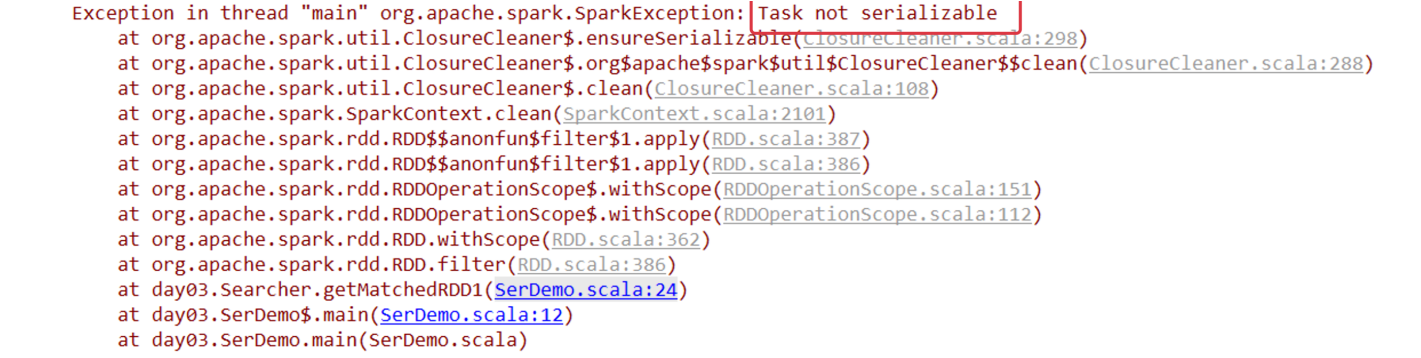 Exception in thread "main" org.apache.spark.SparkException: Task not serializable
at org.apache.spark.util.ClosureCleaner$.ensureSerializable(ClosureCleaner.scala:298)
at org.apache.spark.util.ClosureCleaner$.org$apache$spark$util$ClosureCleaner$$clean(ClosureCleaner.scala:288)
at org.apache.spark.util.ClosureCleaner$.clean(ClosureCleaner.scala:108)
at org.apache.spark.SparkContext.clean(SparkContext.scala:2101)
at org.apache.spark.rdd.RDD$$anonfun$filter$1.apply(RDD.scala:387)
at org.apache.spark.rdd.RDD$$anonfun$filter$1.apply(RDD.scala:386)
at org.apache.spark.rdd.RDDOperationScope$.withScope(RDDOperationScope.scala:151)
at org.apache.spark.rdd.RDDOperationScope$.withScope(RDDOperationScope.scala:112)
at org.apache.spark.rdd.RDD.withScope(RDD.scala:362)
at org.apache.spark.rdd.RDD.filter(RDD.scala:386)
at day03.Searcher.getMatchedRDD1(SerDemo.scala:24)
at day03.SerDemo$.main(SerDemo.scala:12)
at day03.SerDemo.main(SerDemo.scala)